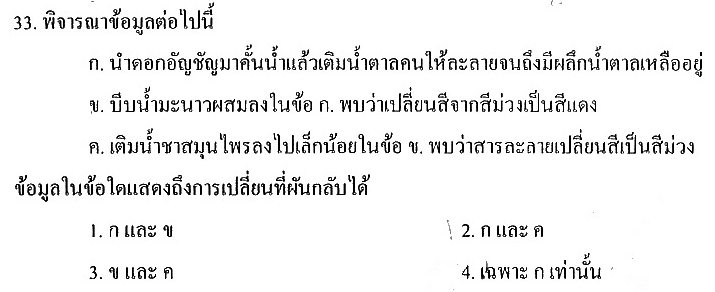 33. พิจารณาข้อมูลต่อไปนี้
ก. นำดอกอัญชัญมาคั้นน้ำแล้วเติมน้ำตาลคนให้ละลายจนถึงมีผลึกน้ำตาลเหลืออยู่
ข. บีบน้ำมะนาวผสมลงในข้อ ก. พบว่าเปลี่ยนสีจากสีม่วงเป็นสีแดง
ค. เติมน้ำชาสมุนไพรลงไปเล็กน้อยในข้อ ข. พบว่าสารละลายเปลี่ยนสีเป็นสีม่วง
ข้อมูลในข้อใดแสดงถึงการเปลี่ยนที่ผันกลับได้
1. ก และ ข 2. ก และ ค
3. ข และ ค 4. เฉพาะ ก เท่านั้น